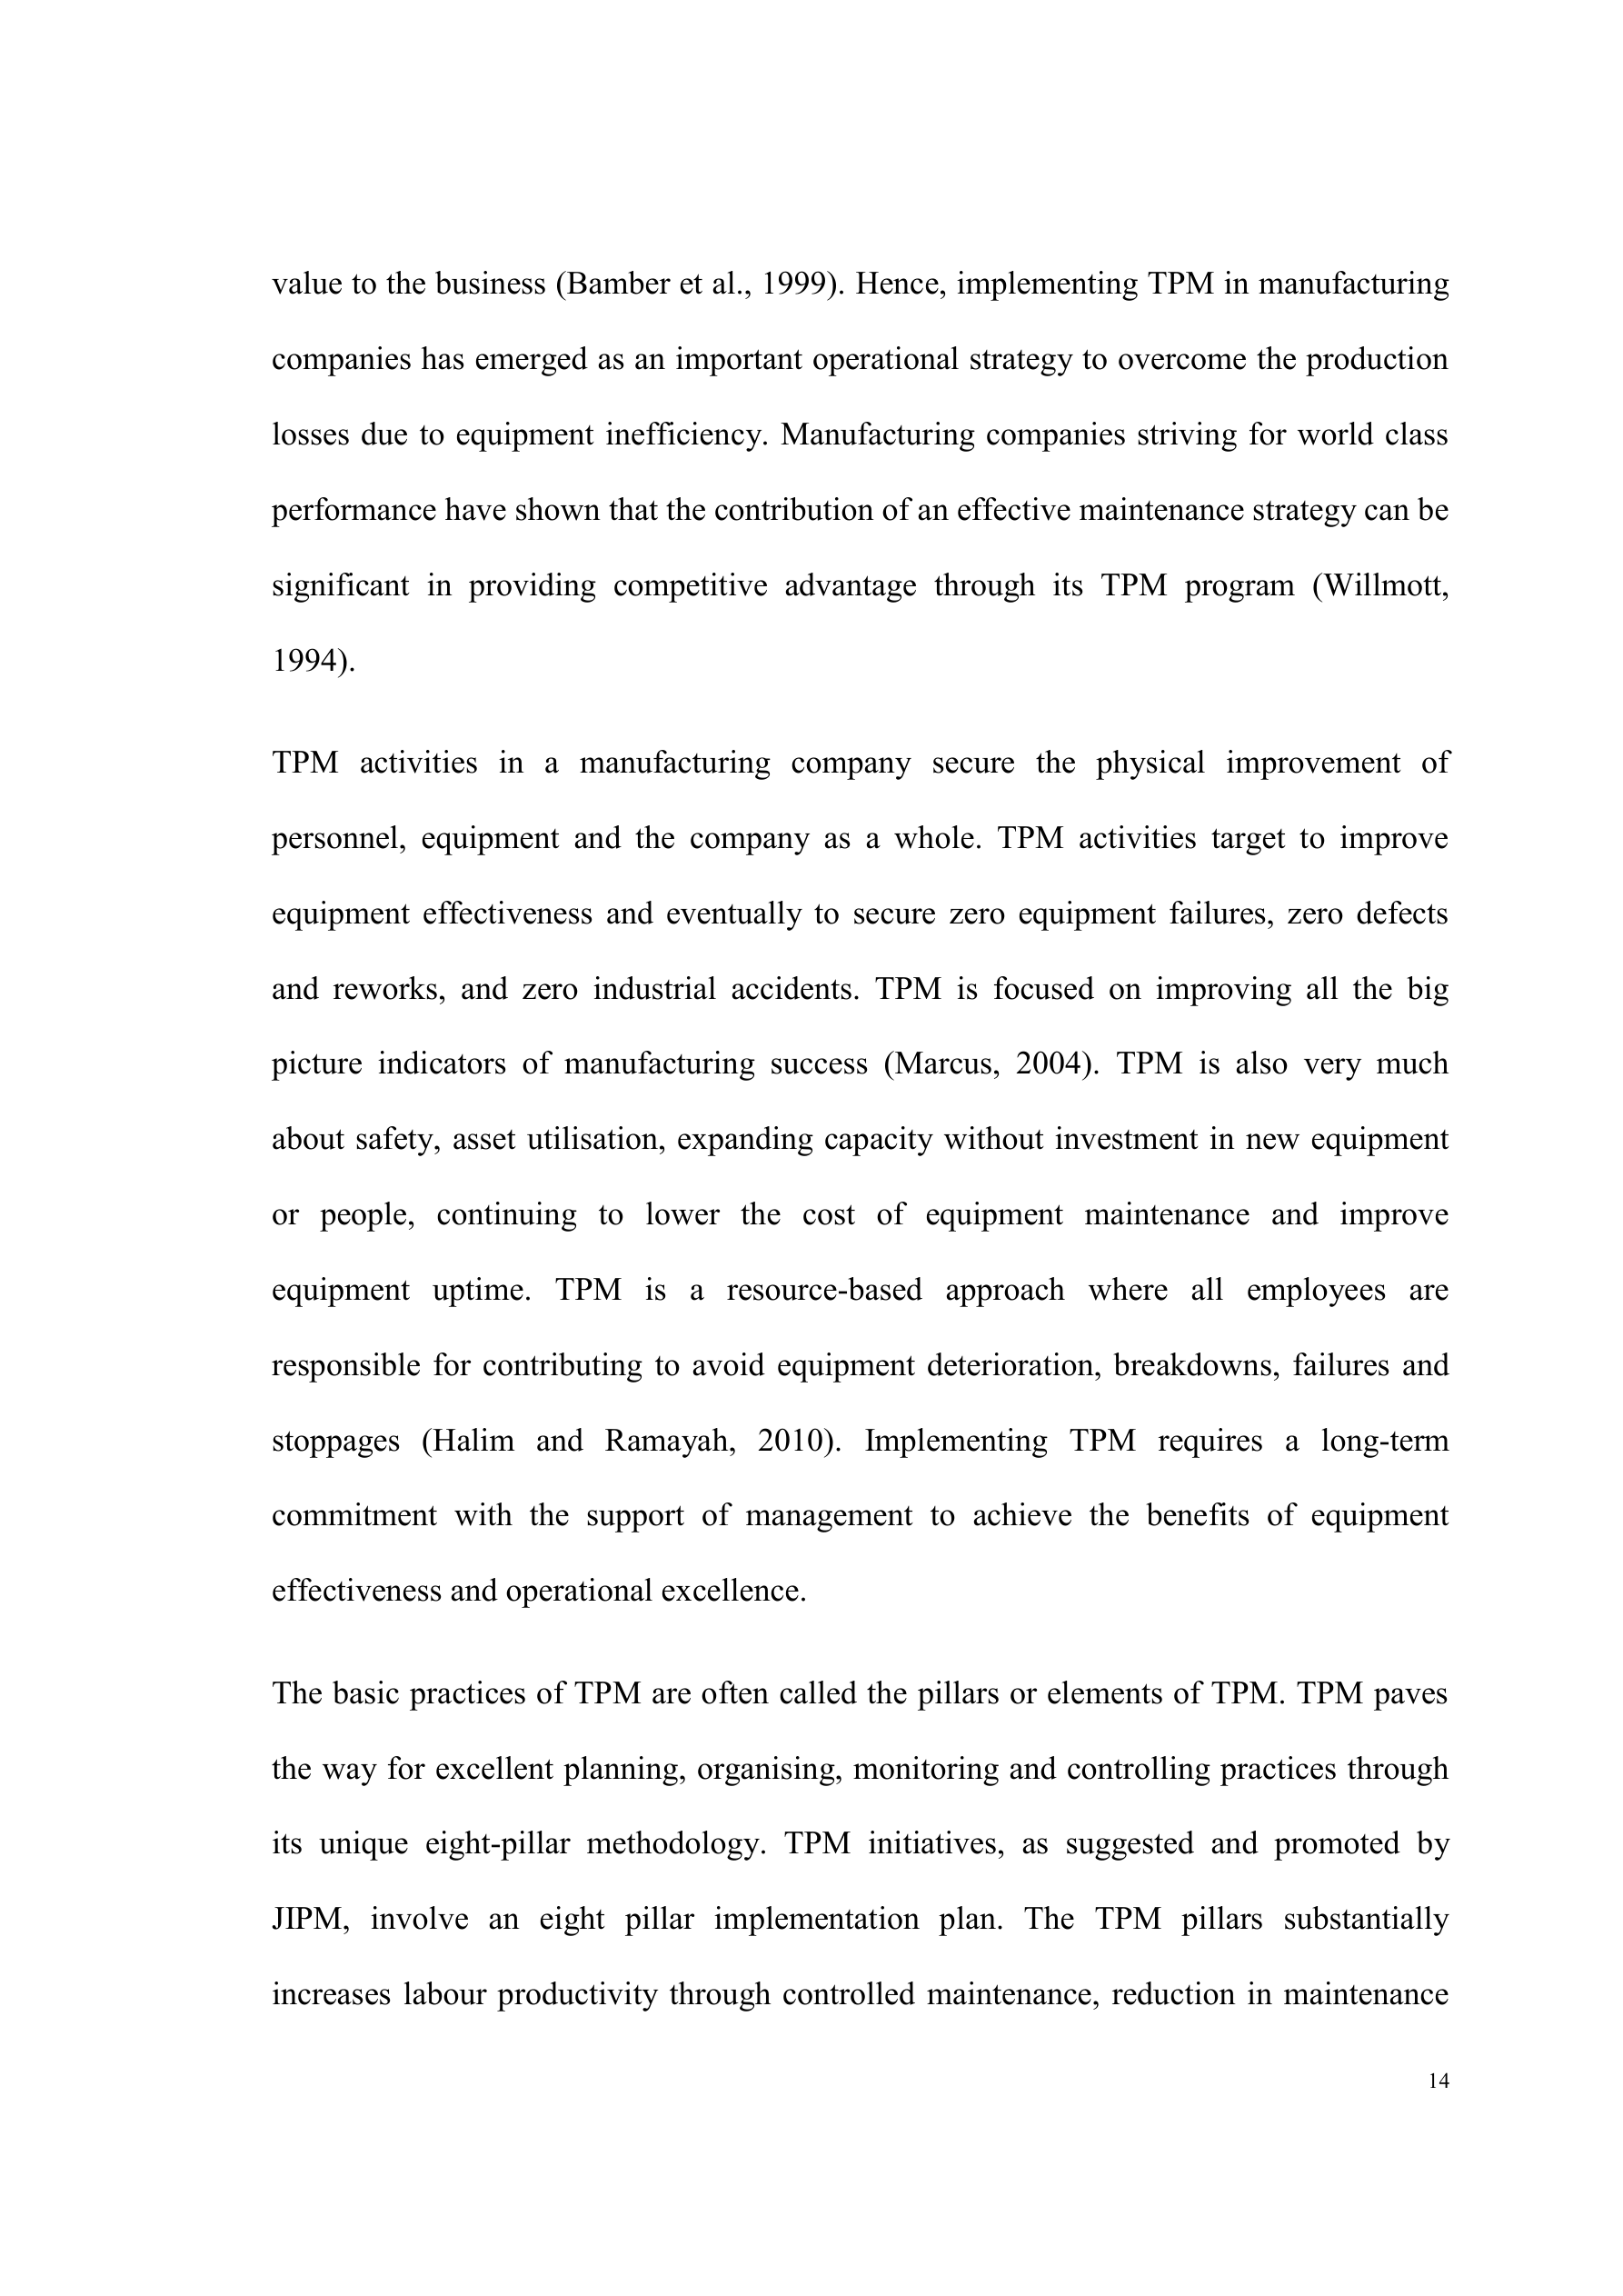 value to the business (Bamber et al., 1999). Hence, implementing TPM in manufacturing
companies has emerged as an important operational strategy to overcome the production
losses due to equipment inefficiency. Manufacturing companies striving for world class
performance have shown that the contribution of an effective maintenance strategy can be
significant in providing competitive advantage through its TPM program (Willmott,
1994).
TPM activities in a manufacturing company secure the physical improvement of
personnel, equipment and the company as a whole. TPM activities target to improve
equipment effectiveness and eventually to secure zero equipment failures, zero defects
and reworks, and zero industrial accidents. TPM is focused on improving all the big
picture indicators of manufacturing success (Marcus, 2004). TPM is also very much
about safety, asset utilisation, expanding capacity without investment in new equipment
or people, continuing to lower the cost of equipment maintenance and improve
equipment uptime. TPM is a resource-based approach where all employees are
responsible for contributing to avoid equipment deterioration, breakdowns, failures and
stoppages (Halim and Ramayah, 2010). Implementing TPM requires a long-term
commitment with the support of management to achieve the benefits of equipment
effectiveness and operational excellence.
The basic practices of TPM are often called the pillars or elements of TPM. TPM paves
the way for excellent planning, organising, monitoring and controlling practices through
its unique eight-pillar methodology. TPM initiatives, as suggested and promoted by
JIPM, involve an eight pillar implementation plan. The TPM pillars substantially
increases labour productivity through controlled maintenance, reduction in maintenance
14